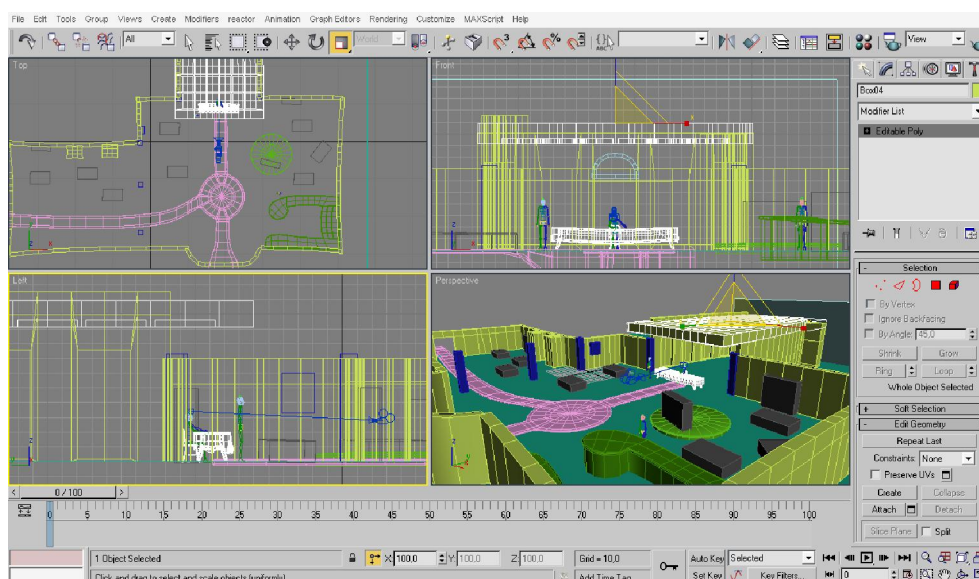 File Edit Tools Group Views Create Modifiers reactor Animation Graph Editors Rendering Customize MAXScript Help
All World View
Top
Front
Left
Perspective
Box04
Modifier List
Editable Poly
Selection
By Vertex
Ignore Backfacing
By Angle: 45,0
Shrink Grow
Ring Loop
Whole Object Selected
Soft Selection
Edit Geometry
Repeat Last
Constraints: None
Preserve UVs
Create Collapse
Attach Detach
Slice Plane Split
0 / 100
0 5 10 15 20 25 30 35 40 45 50 55 60 65 70 75 80 85 90 95 100
1 Object Selected X: 100,0 Y: 100,0 Z: 100,0 Grid = 10,0 Auto Key Selected
Click and drag to select and scale objects (uniformly) Add Time Tag Set Key Key Filters... 0